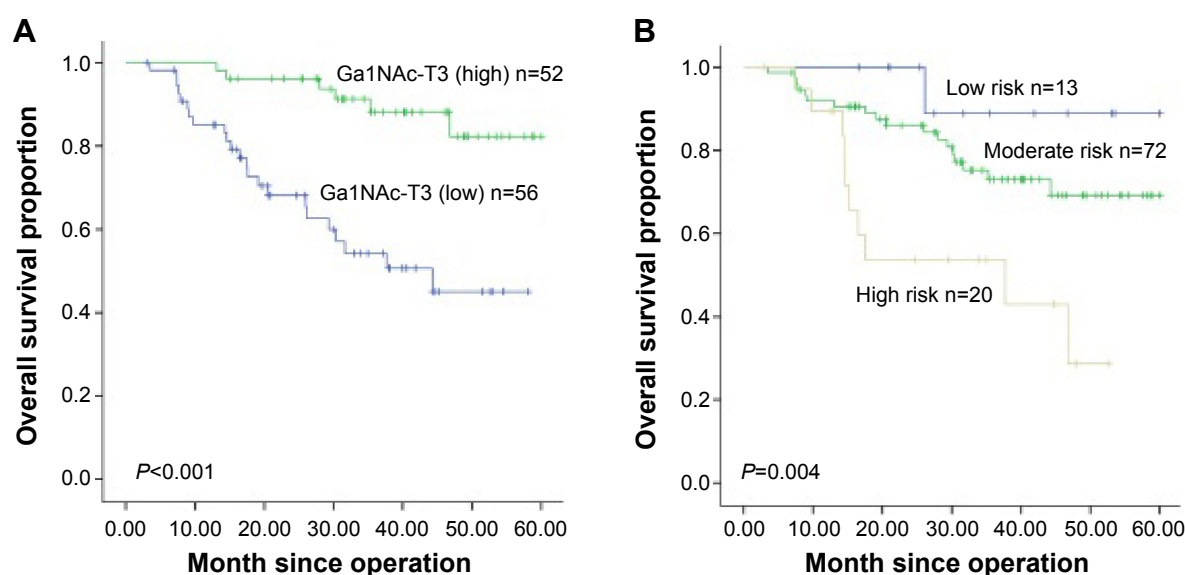 A
Overall survival proportion
1.0
0.8
0.6
0.4
0.2
0.0
Ga1NAc-T3 (high) n=52
Ga1NAc-T3 (low) n=56
P<0.001
0.00 10.00 20.00 30.00 40.00 50.00 60.00
Month since operation
B
Overall survival proportion
1.0
0.8
0.6
0.4
0.2
0.0
Low risk n=13
Moderate risk n=72
High risk n=20
P=0.004
0.00 10.00 20.00 30.00 40.00 50.00 60.00
Month since operation